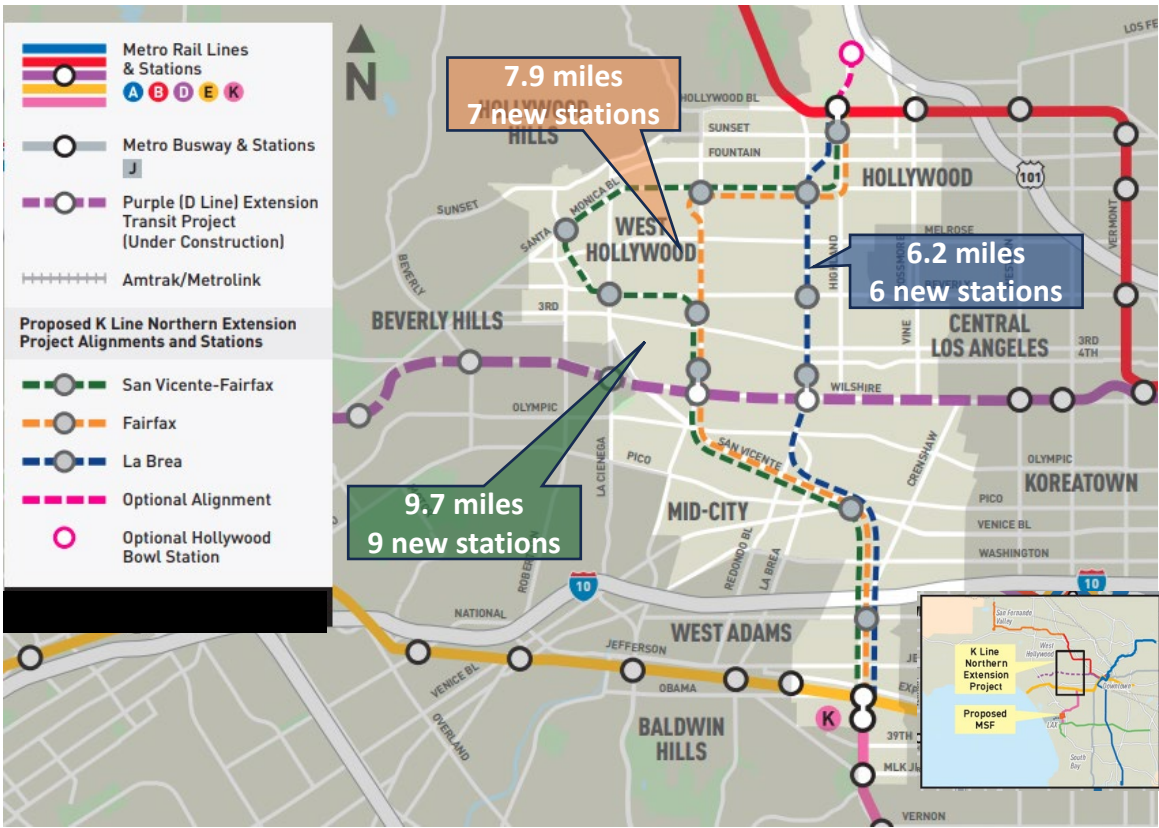 Metro Rail Lines
& Stations
A B D E K
Metro Busway & Stations
J
Purple (D Line) Extension
Transit Project
(Under Construction)
Amtrak/Metrolink
Proposed K Line Northern Extension
Project Alignments and Stations
San Vicente-Fairfax
Fairfax
La Brea
Optional Alignment
Optional Hollywood
Bowl Station
N
7.9 miles
7 new stations
6.2 miles
6 new stations
9.7 miles
9 new stations
LOS FE
HOLLYWOOD BL
HOLLYWOOD
HILLS
SUNSET
FOUNTAIN
HOLLYWOOD
101
SUNSET
SANTA MONICA BL
WEST
HOLLYWOOD
MELROSE
HIGHLAND
VERMONT
BEVERLY
3RD
BEVERLY HILLS
VINE
CENTRAL
LOS ANGELES
3RD
4TH
WILSHIRE
OLYMPIC
LA CIENEGA
PICO
SAN VICENTE
CRENSHAW
OLYMPIC
KOREATOWN
PICO
MID-CITY
VENICE BL
WASHINGTON
REDONDO BL
LA BREA
10
10
NATIONAL
WEST ADAMS
JEFFERSON
VENICE BL
OBAMA
OVERLAND
BALDWIN
HILLS
K
39TH
MLK J
VERNON
San Fernando
Valley
West
Hollywood
K Line
Northern
Extension
Project
Downtown
Proposed
MSF
LAX
South
Bay